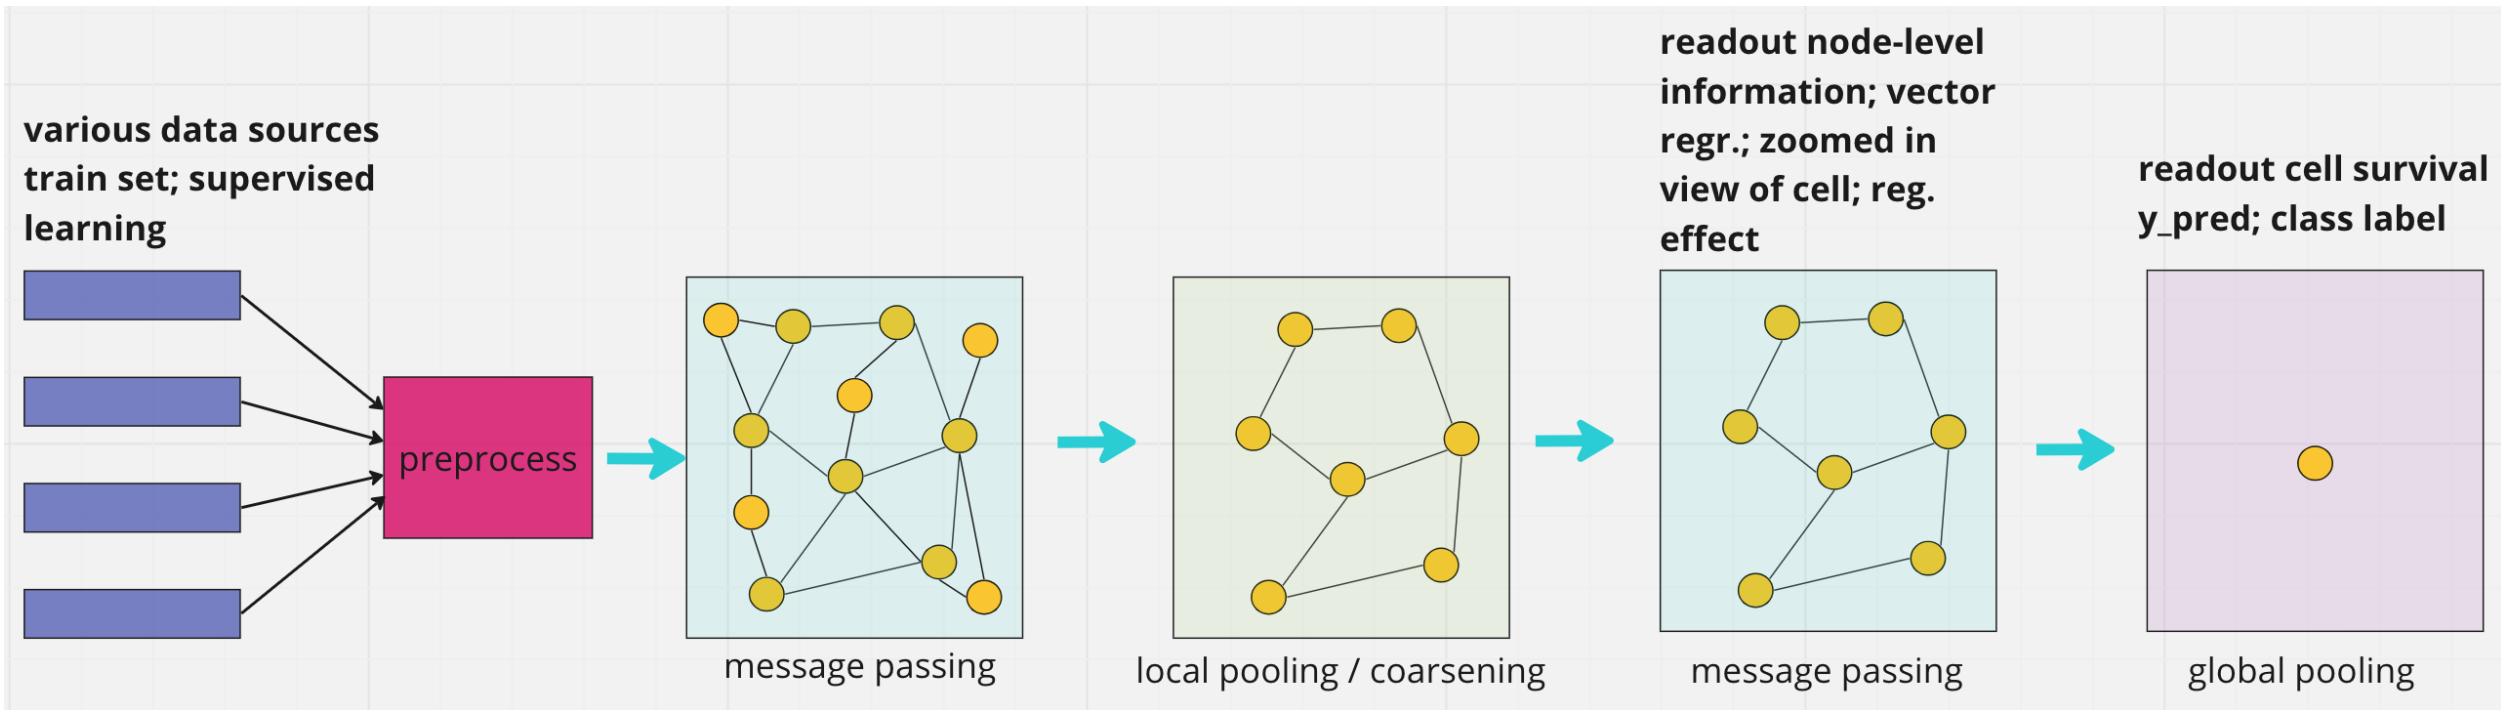 various data sources
train set; supervised
learning
preprocess
message passing
local pooling / coarsening
readout node-level
information; vector
regr.; zoomed in
view of cell; reg.
effect
message passing
readout cell survival
y_pred; class label
global pooling